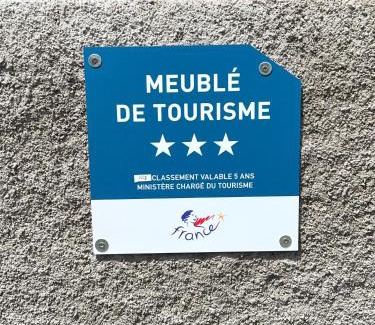 MEUBLÉ
DE TOURISME
CLASSEMENT VALABLE 5 ANS
MINISTÈRE CHARGÉ DU TOURISME
france